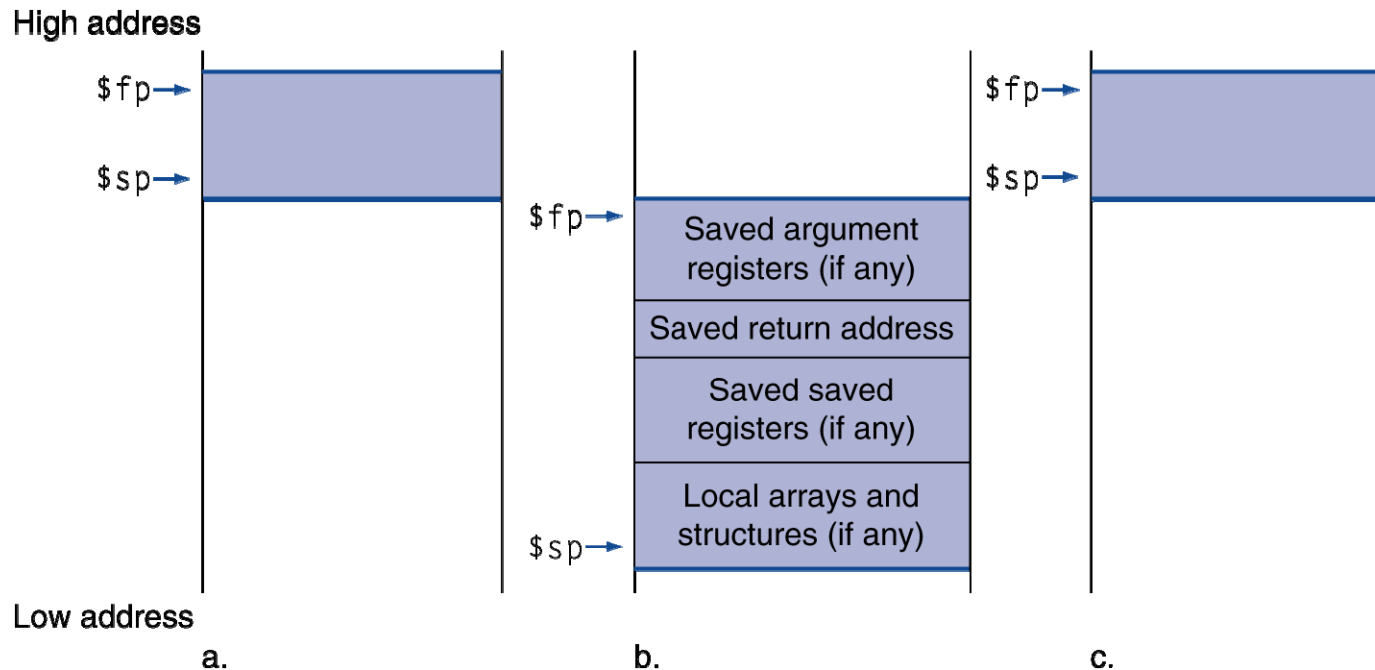 High address
$fp
$sp
$fp
Saved argument
registers (if any)
Saved return address
Saved saved
registers (if any)
Local arrays and
structures (if any)
$sp
$fp
$sp
Low address
a.
b.
c.